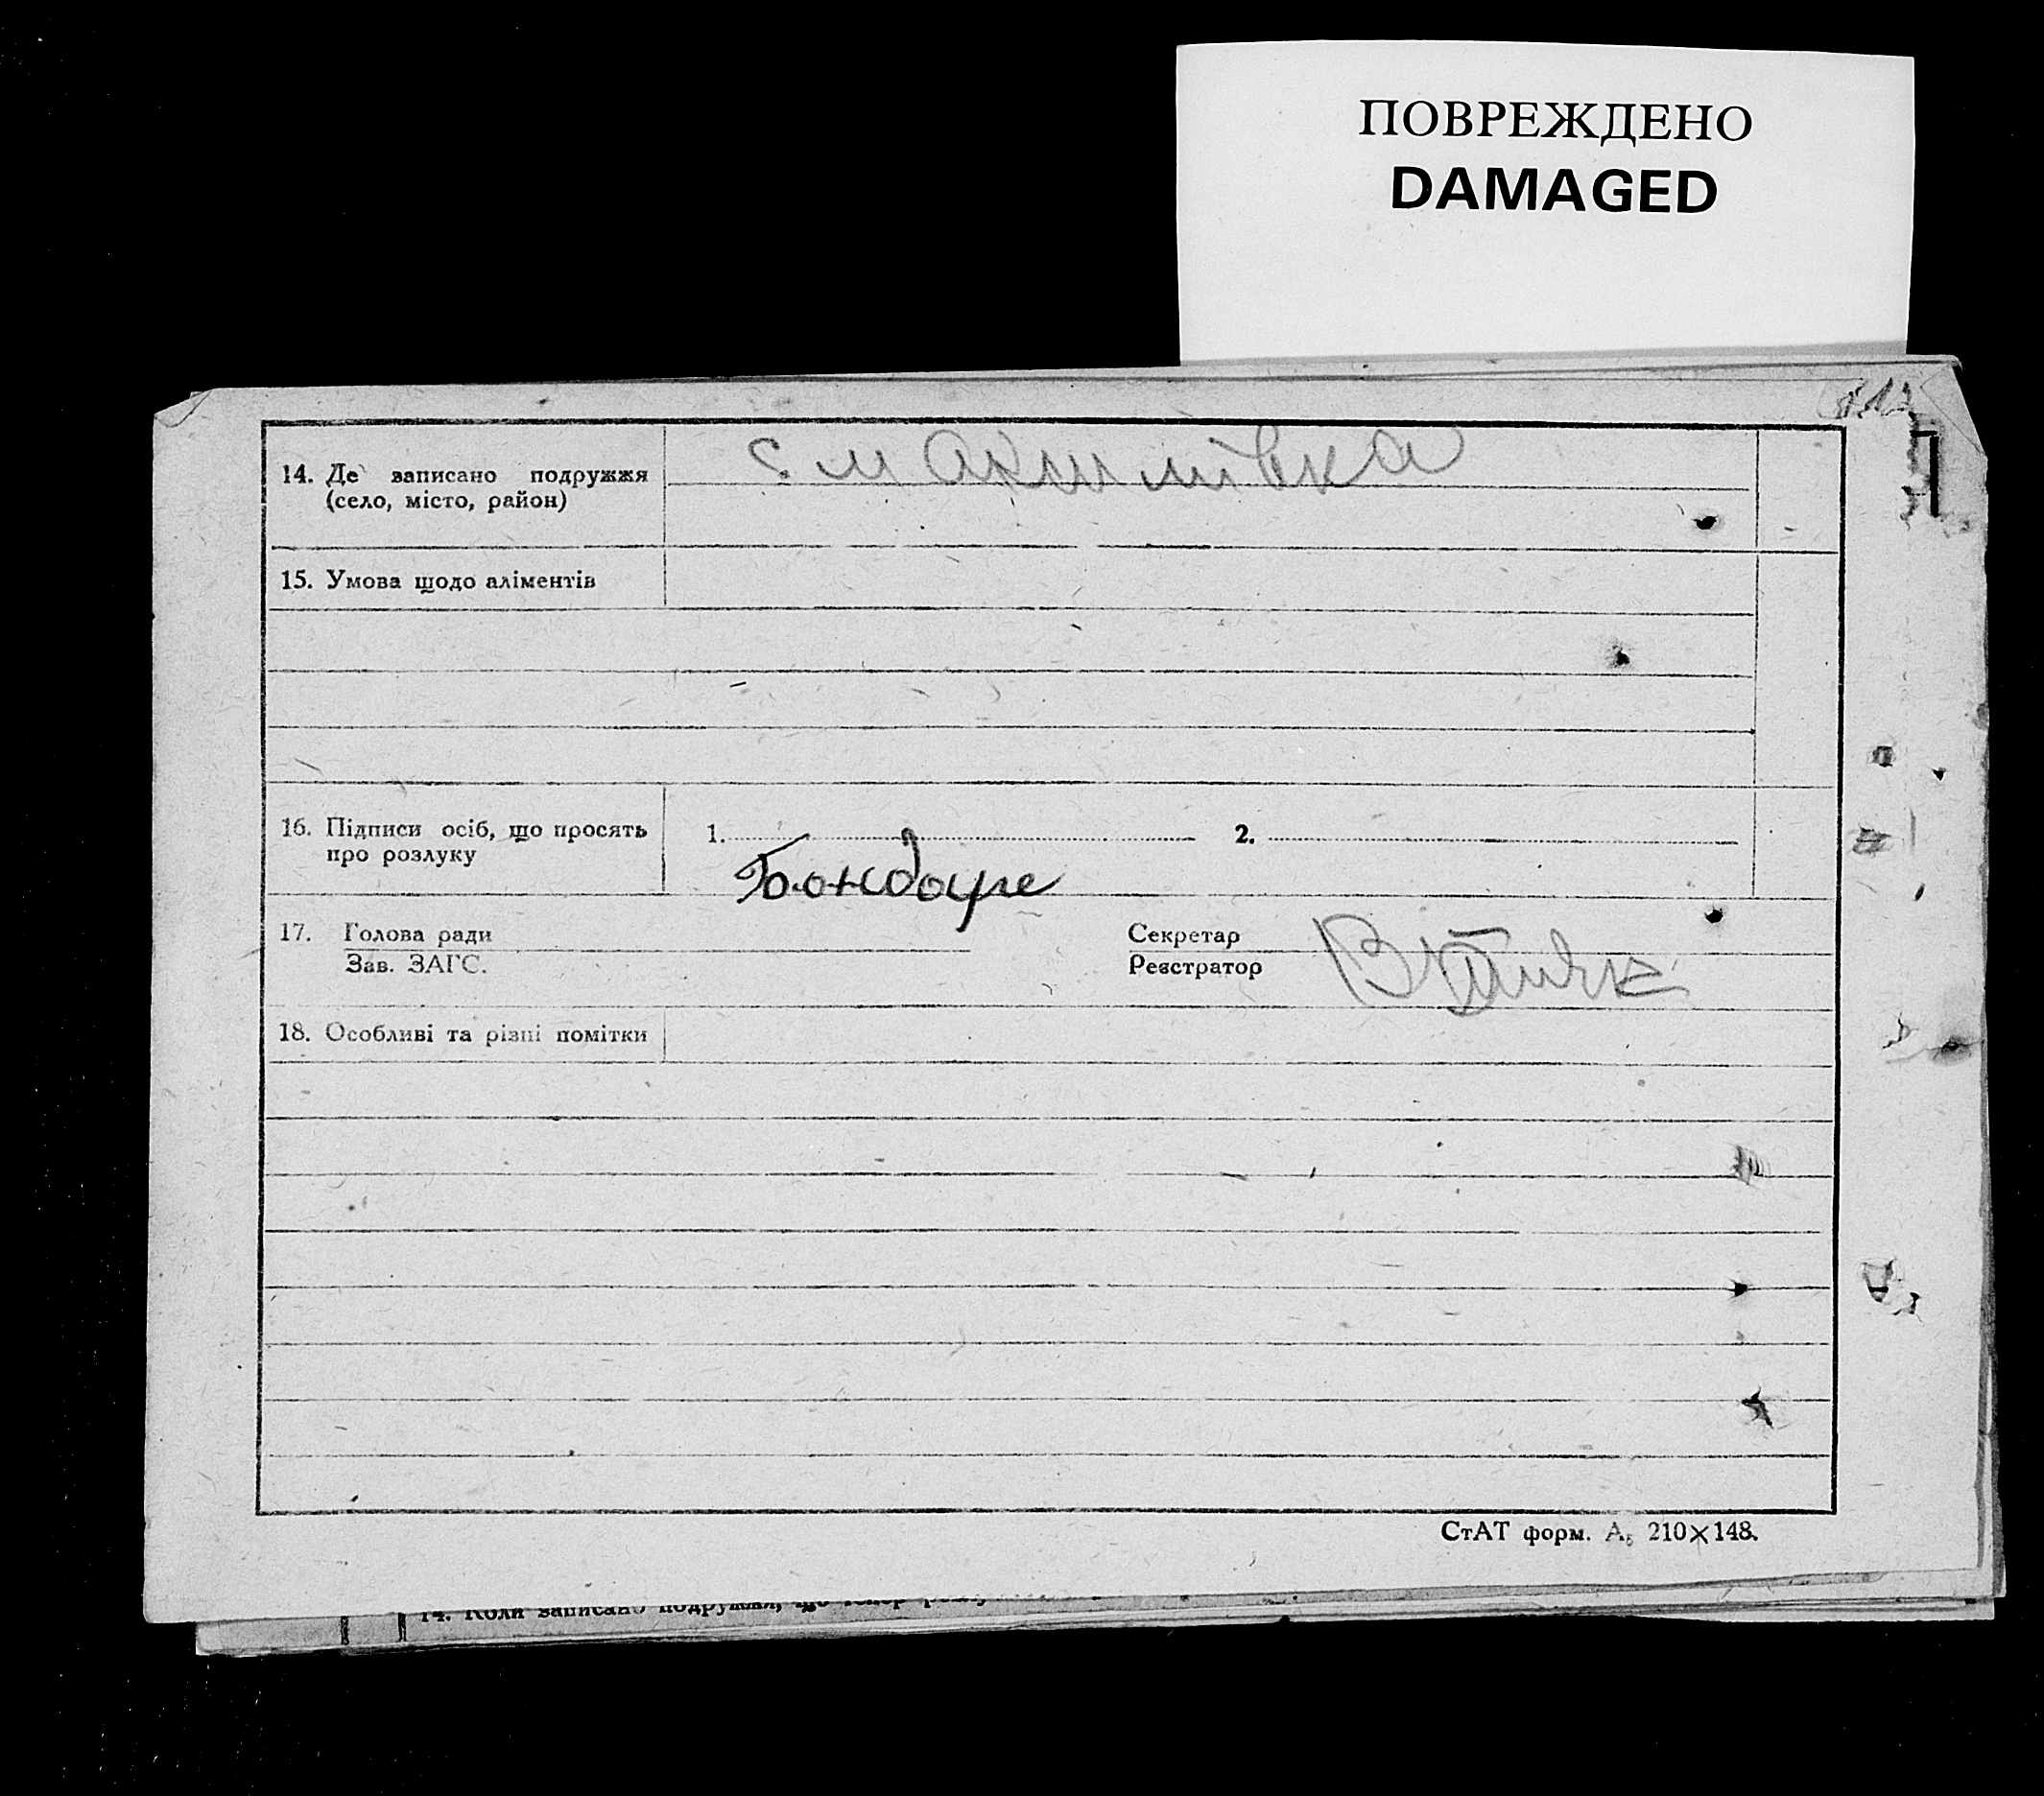 ПОВРЕЖДЕНО
DAMAGED
14. Де записано подружжя
(село, місто, район)
с. Максимівка
15. Умова щодо аліментів
16. Підписи осіб, що просять
про розлуку
1. 2.
Бондаре
17. Голова ради
Зав. ЗАГС.
Секретар
Реєстратор
18. Особливі та різні помітки
СтАТ форм. А₅ 210×148.
14. Коли записано подружжя, що тепер